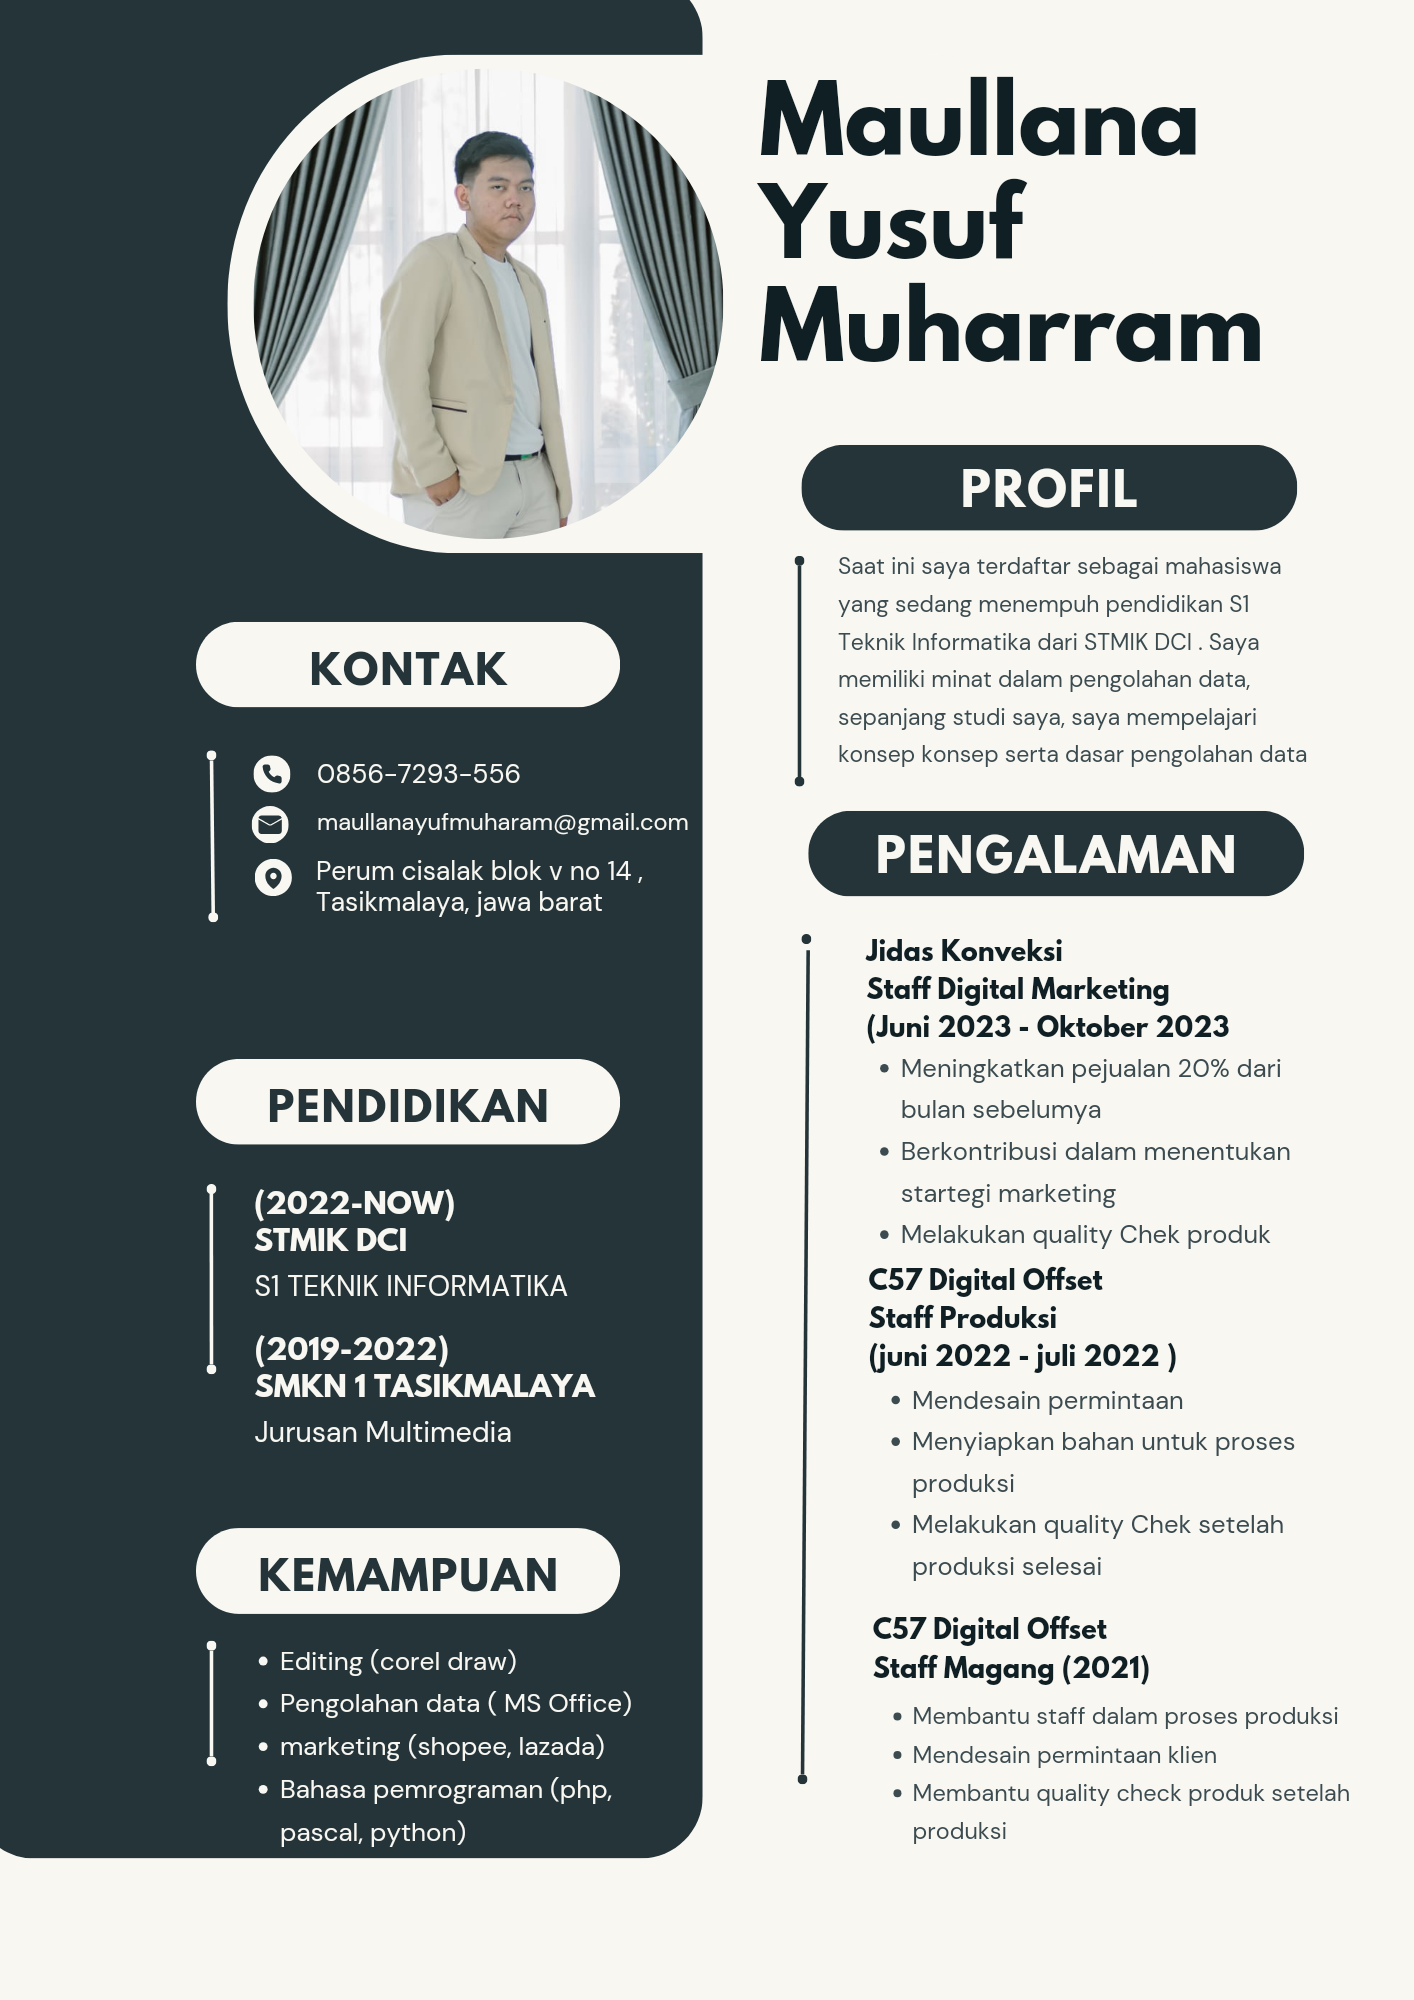 Maullana
Yusuf
Muharram
KONTAK
0856-7293-556
maullanayufmuharam@gmail.com
Perum cisalak blok v no 14 ,
Tasikmalaya, jawa barat
PENDIDIKAN
(2022-NOW)
STMIK DCI
S1 TEKNIK INFORMATIKA
(2019-2022)
SMKN 1 TASIKMALAYA
Jurusan Multimedia
KEMAMPUAN
• Editing (corel draw)
• Pengolahan data ( MS Office)
• marketing (shopee, lazada)
• Bahasa pemrograman (php,
pascal, python)
PROFIL
Saat ini saya terdaftar sebagai mahasiswa
yang sedang menempuh pendidikan S1
Teknik Informatika dari STMIK DCI . Saya
memiliki minat dalam pengolahan data,
sepanjang studi saya, saya mempelajari
konsep konsep serta dasar pengolahan data
PENGALAMAN
Jidas Konveksi
Staff Digital Marketing
(Juni 2023 - Oktober 2023
• Meningkatkan pejualan 20% dari
bulan sebelumya
• Berkontribusi dalam menentukan
startegi marketing
• Melakukan quality Chek produk
C57 Digital Offset
Staff Produksi
(juni 2022 - juli 2022 )
• Mendesain permintaan
• Menyiapkan bahan untuk proses
produksi
• Melakukan quality Chek setelah
produksi selesai
C57 Digital Offset
Staff Magang (2021)
• Membantu staff dalam proses produksi
• Mendesain permintaan klien
• Membantu quality check produk setelah
produksi